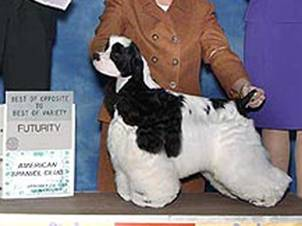 BEST OF OPPOSITE
TO
BEST OF VARIETY
FUTURITY
AMERICAN
SPANIEL CLUB